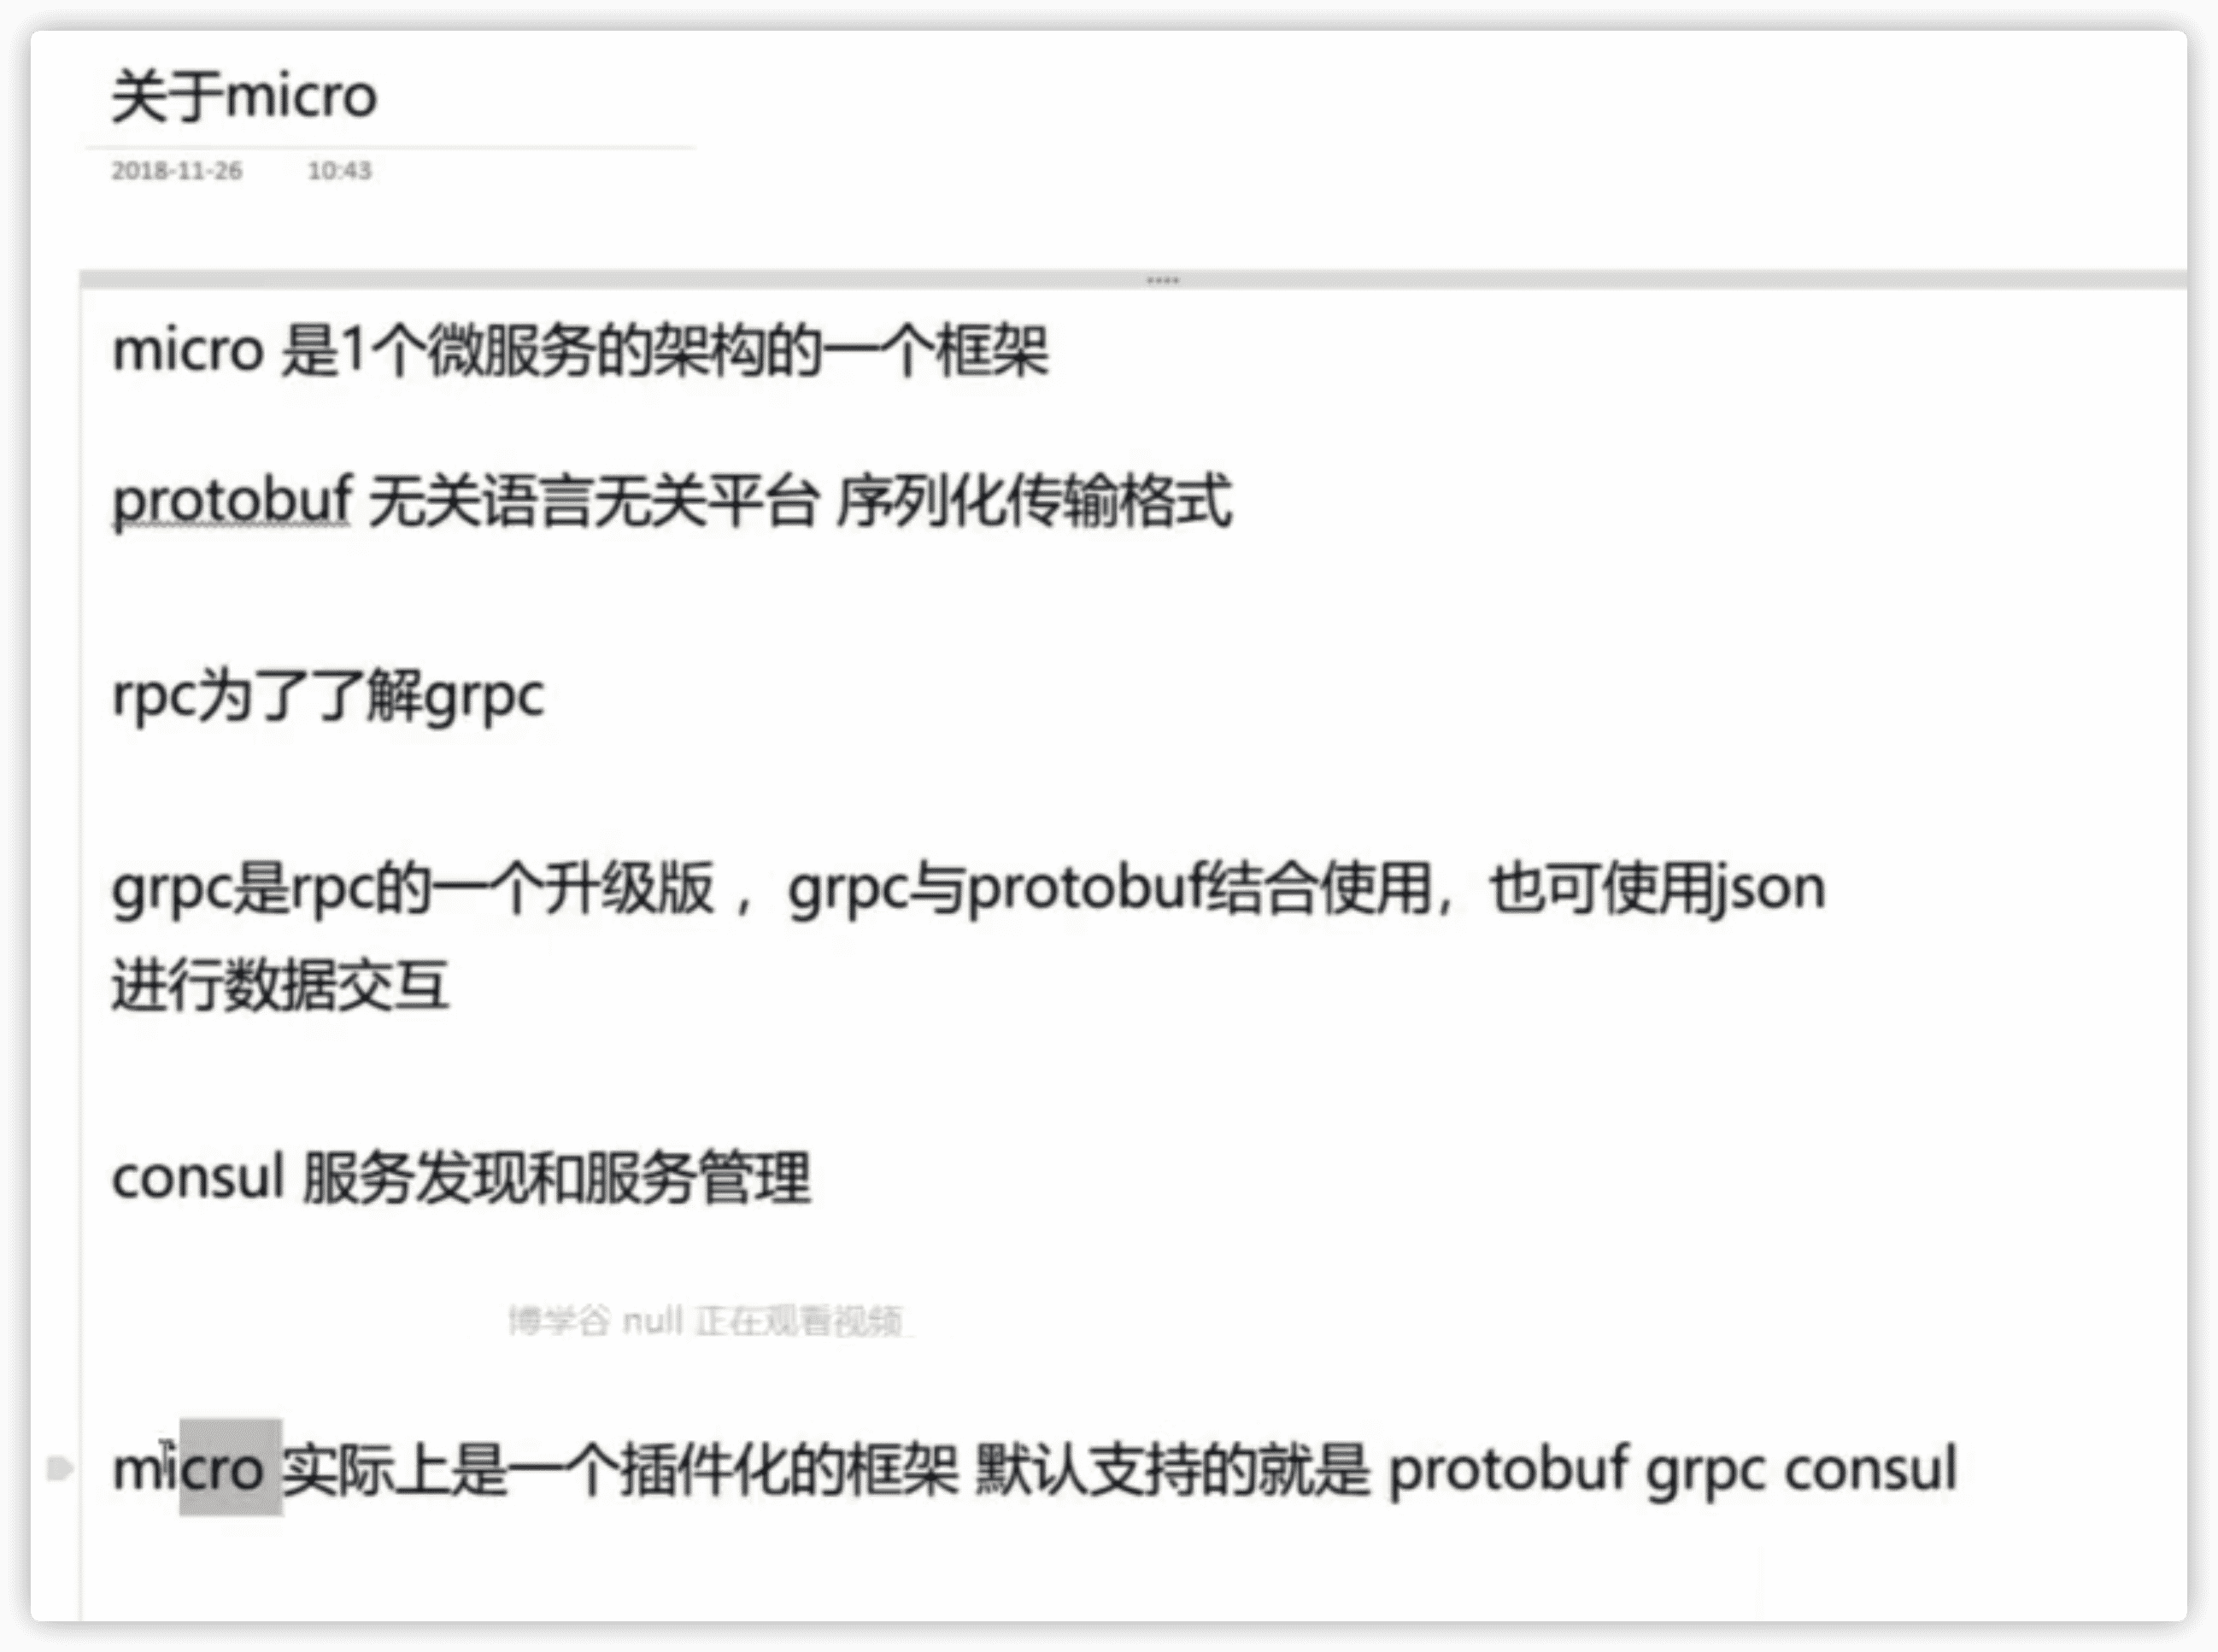 关于micro
2018-11-26 10:43
micro 是1个微服务的架构的一个框架
protobuf 无关语言无关平台 序列化传输格式
rpc为了了解grpc
grpc是rpc的一个升级版 ，grpc与protobuf结合使用，也可使用json
进行数据交互
consul 服务发现和服务管理
博学谷 null 正在观看视频
micro 实际上是一个插件化的框架 默认支持的就是 protobuf grpc consul